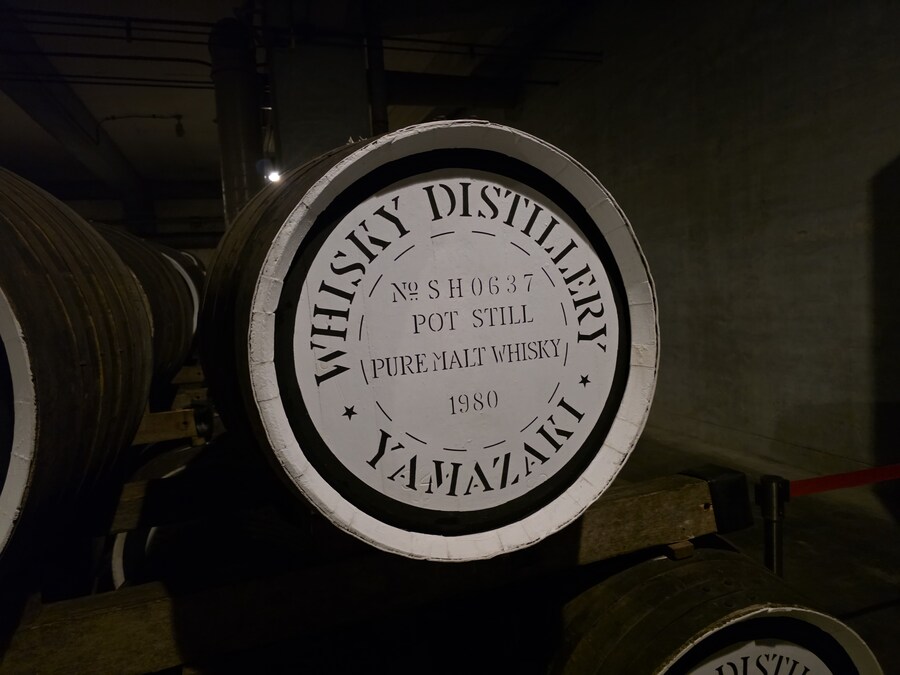 WHISKY DISTILLERY
Nº SH0637
POT STILL
PURE MALT WHISKY
1980
★ YAMAZAKI ★